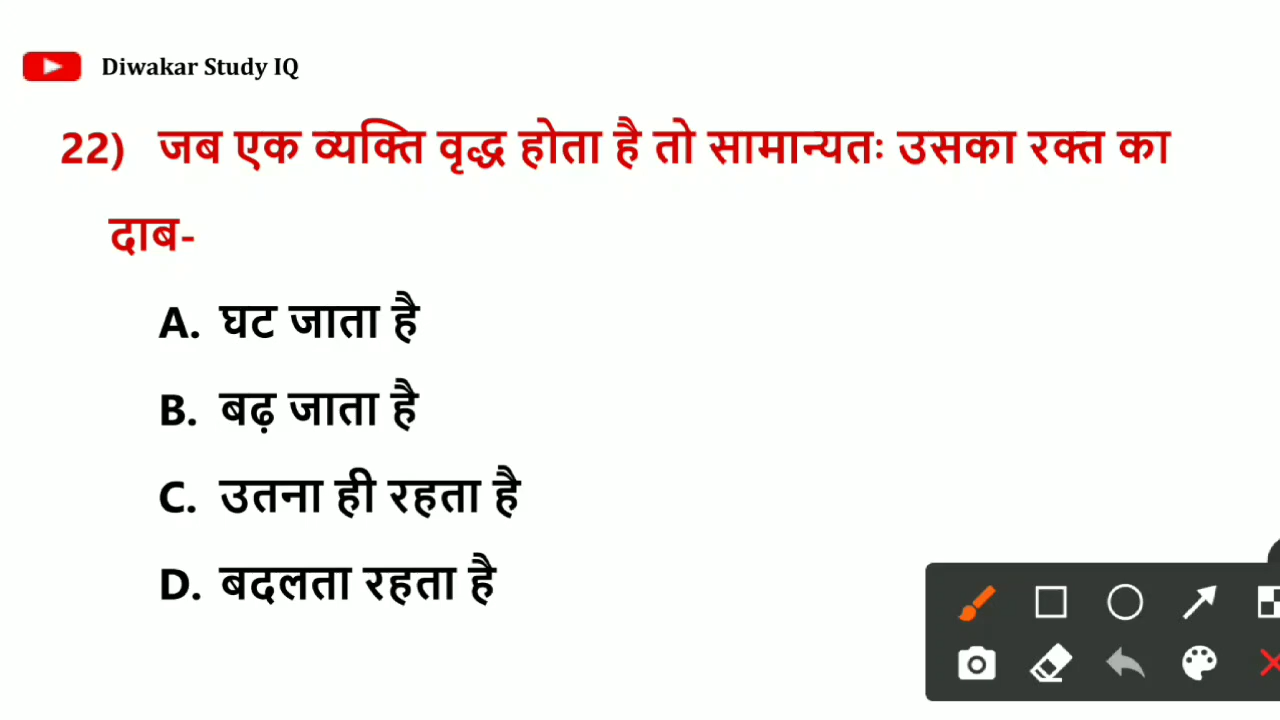 Diwakar Study IQ
22) जब एक व्यक्ति वृद्ध होता है तो सामान्यतः उसका रक्त का
दाब-
A. घट जाता है
B. बढ़ जाता है
C. उतना ही रहता है
D. बदलता रहता है